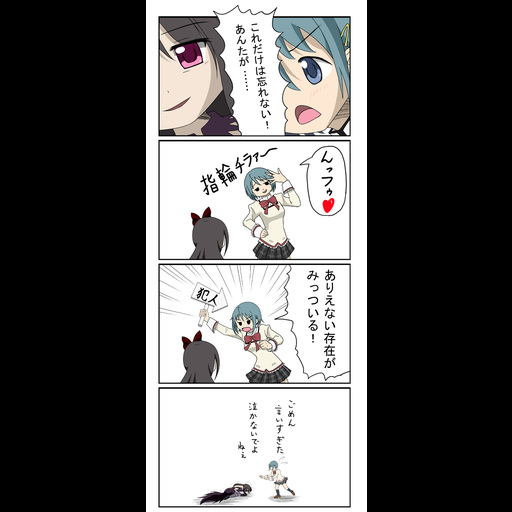 これだけは忘れない！
あんたが……
んっフゥ♥
指輪チラァ〜
ありえない存在が
みっついる！
犯人
ごめん
言いすぎた
泣かないでよ
ねぇ